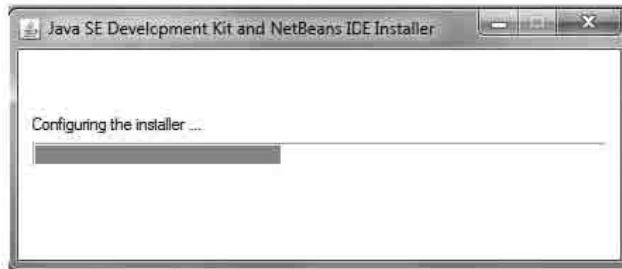 Java SE Development Kit and NetBeans IDE Installer
Configuring the installer ...